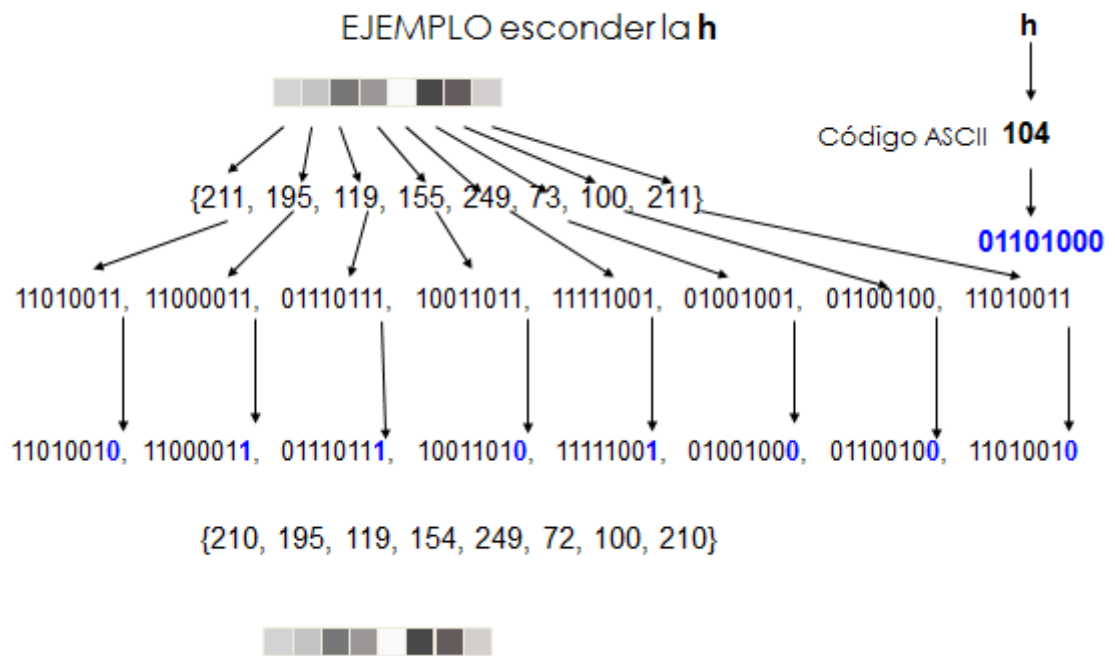 EJEMPLO esconder la h
h
Código ASCII 104
{211, 195, 119, 155, 249, 73, 100, 211}
01101000
11010011, 11000011, 01110111, 10011011, 11111001, 01001001, 01100100, 11010011
11010010, 11000011, 01110111, 10011010, 11111001, 01001000, 01100100, 11010010
{210, 195, 119, 154, 249, 72, 100, 210}